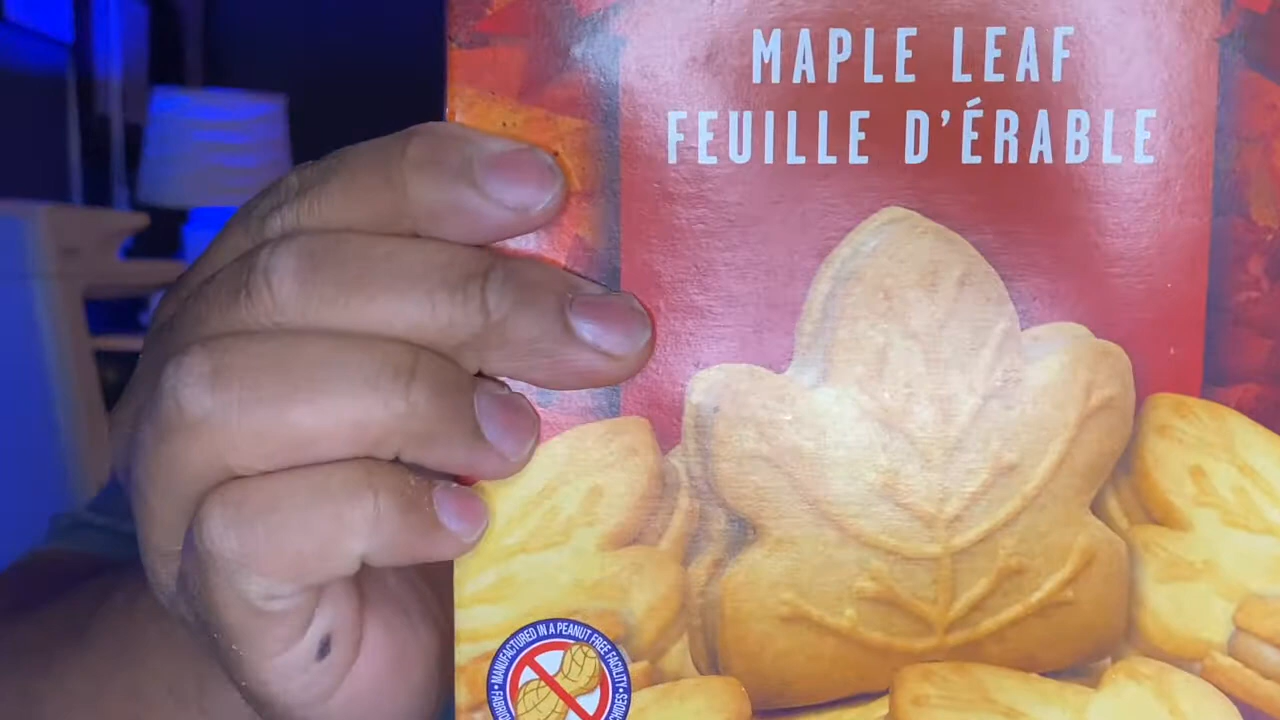 MAPLE LEAF
FEUILLE D'ÉRABLE
• MANUFACTURED IN A PEANUT FREE FACILITY •